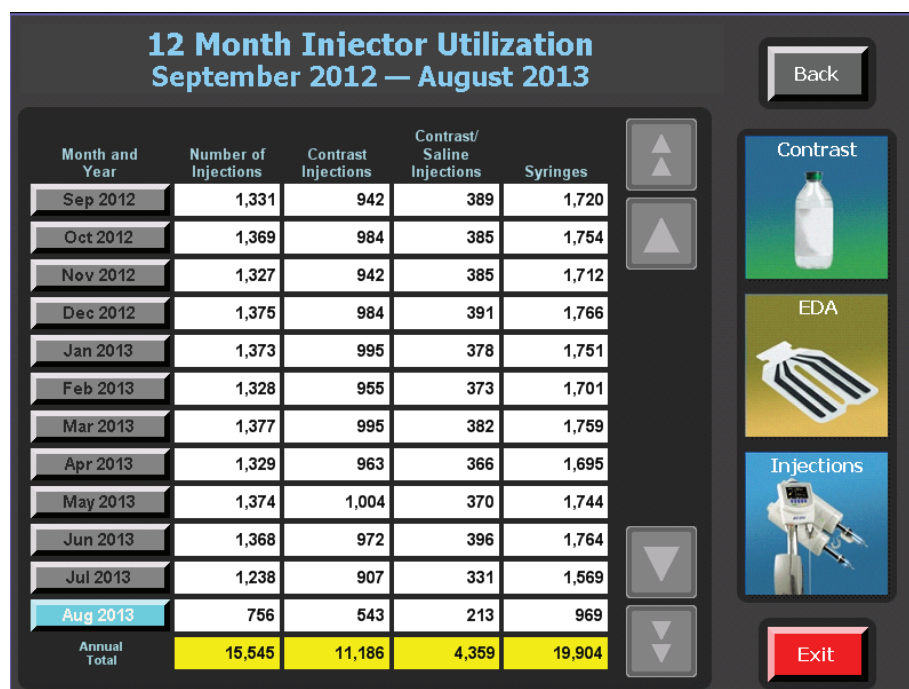 12 Month Injector Utilization
September 2012 — August 2013
Back
Month and Year Number of Injections Contrast Injections Contrast/ Saline Injections Syringes
Sep 2012 1,331 942 389 1,720
Oct 2012 1,369 984 385 1,754
Nov 2012 1,327 942 385 1,712
Dec 2012 1,375 984 391 1,766
Jan 2013 1,373 995 378 1,751
Feb 2013 1,328 955 373 1,701
Mar 2013 1,377 995 382 1,759
Apr 2013 1,329 963 366 1,695
May 2013 1,374 1,004 370 1,744
Jun 2013 1,368 972 396 1,764
Jul 2013 1,238 907 331 1,569
Aug 2013 756 543 213 969
Annual Total 15,545 11,186 4,359 19,904
Contrast
EDA
Injections
Exit